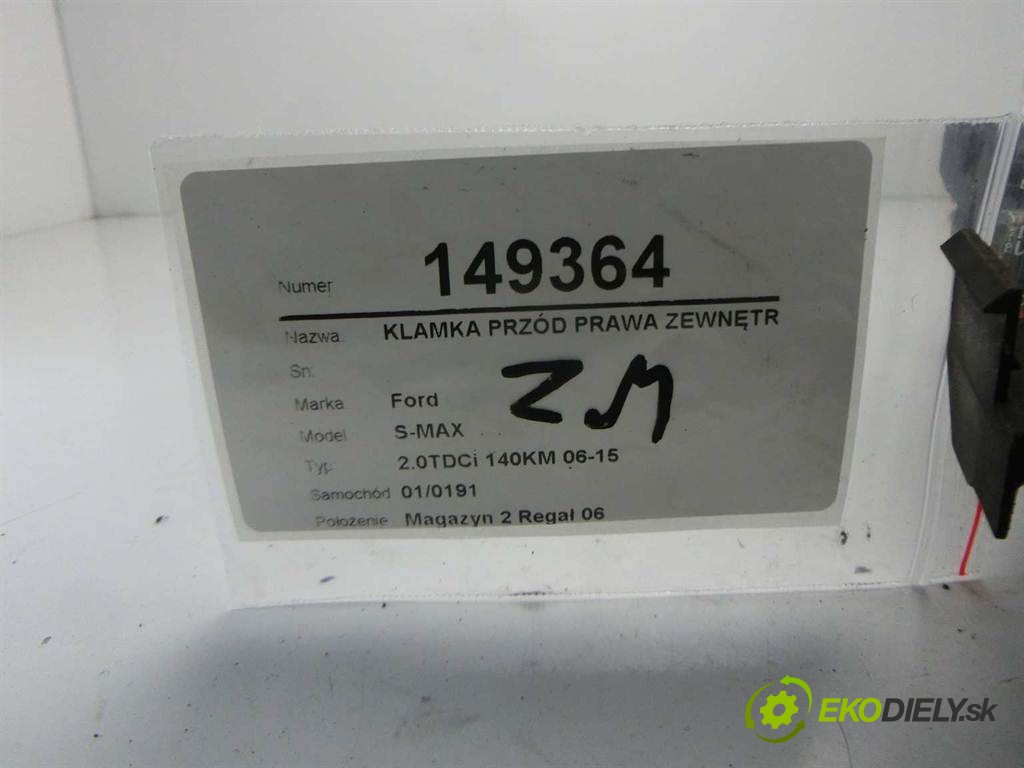 Numer 149364
Nazwa. KLAMKA PRZÓD PRAWA ZEWNĘTR
Sn:
ZM
Marka Ford
Model S-MAX
Typ: 2.0TDCi 140KM 06-15
Samochód 01/0191
Położenie Magazyn 2 Regał 06
EKODIELY.sk